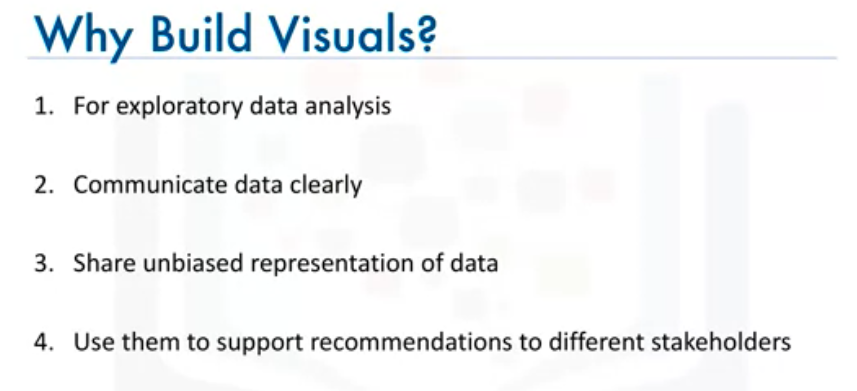 Why Build Visuals?
1. For exploratory data analysis
2. Communicate data clearly
3. Share unbiased representation of data
4. Use them to support recommendations to different stakeholders